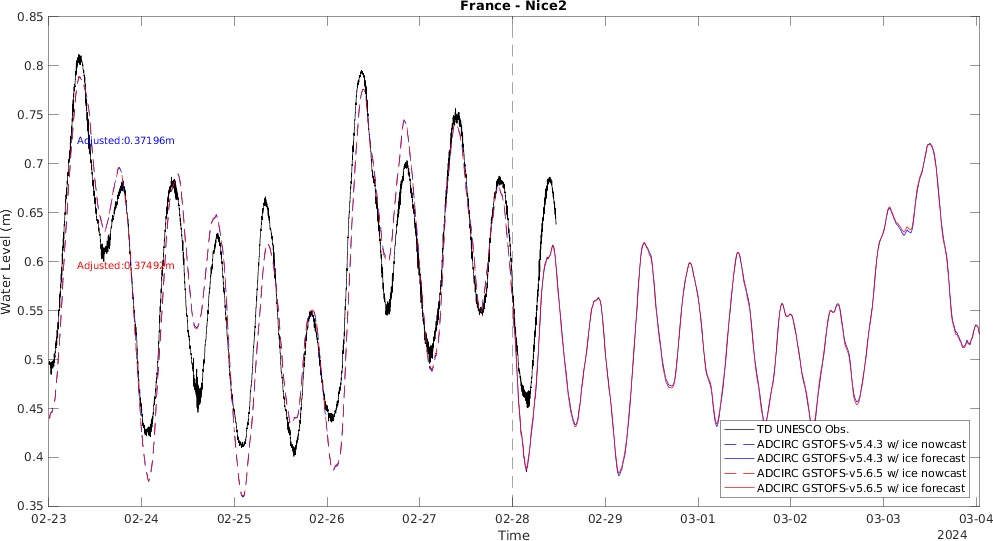 France - Nice2
0.85
0.8
0.75
0.7
0.65
0.6
0.55
0.5
0.45
0.4
0.35
Water Level (m)
Adjusted:0.37196m
Adjusted:0.37492m
TD UNESCO Obs.
ADCIRC GSTOFS-v5.4.3 w/ ice nowcast
ADCIRC GSTOFS-v5.4.3 w/ ice forecast
ADCIRC GSTOFS-v5.6.5 w/ ice nowcast
ADCIRC GSTOFS-v5.6.5 w/ ice forecast
02-23 02-24 02-25 02-26 02-27 02-28 02-29 03-01 03-02 03-03 03-04
Time
2024